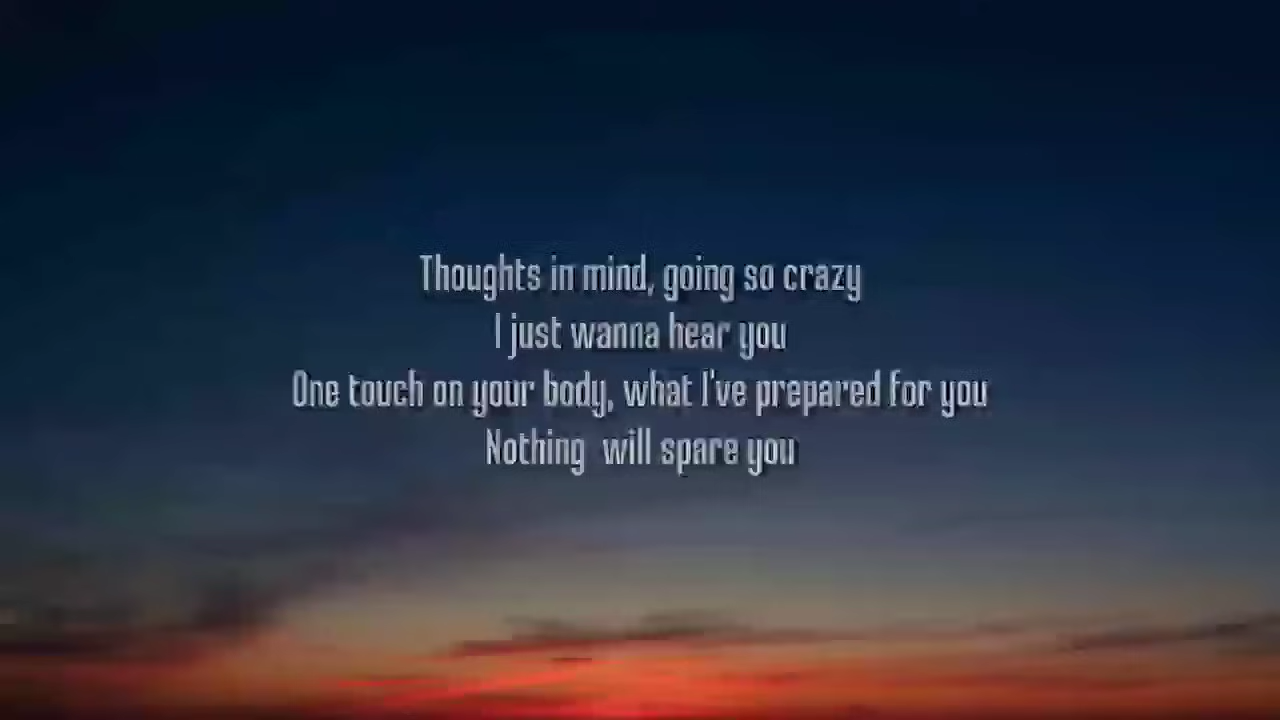 Thoughts in mind, going so crazy
I just wanna hear you
One touch on your body, what I've prepared for you
Nothing will spare you